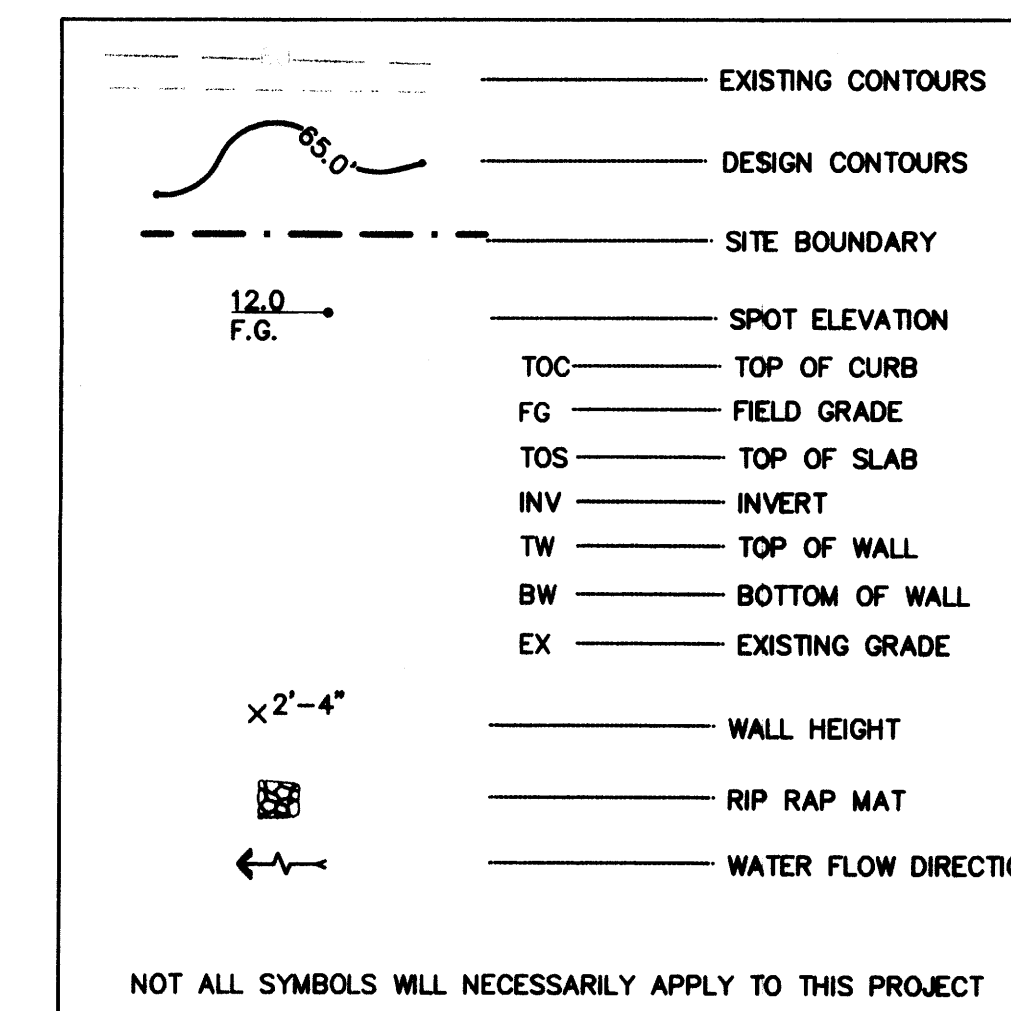 EXISTING CONTOURS
65.0' DESIGN CONTOURS
SITE BOUNDARY
12.0
F.G.
SPOT ELEVATION
TOC TOP OF CURB
FG FIELD GRADE
TOS TOP OF SLAB
INV INVERT
TW TOP OF WALL
BW BOTTOM OF WALL
EX EXISTING GRADE
2'-4" WALL HEIGHT
RIP RAP MAT
WATER FLOW
NOT ALL SYMBOLS WILL NECESSARILY APPLY TO THIS PROJECT